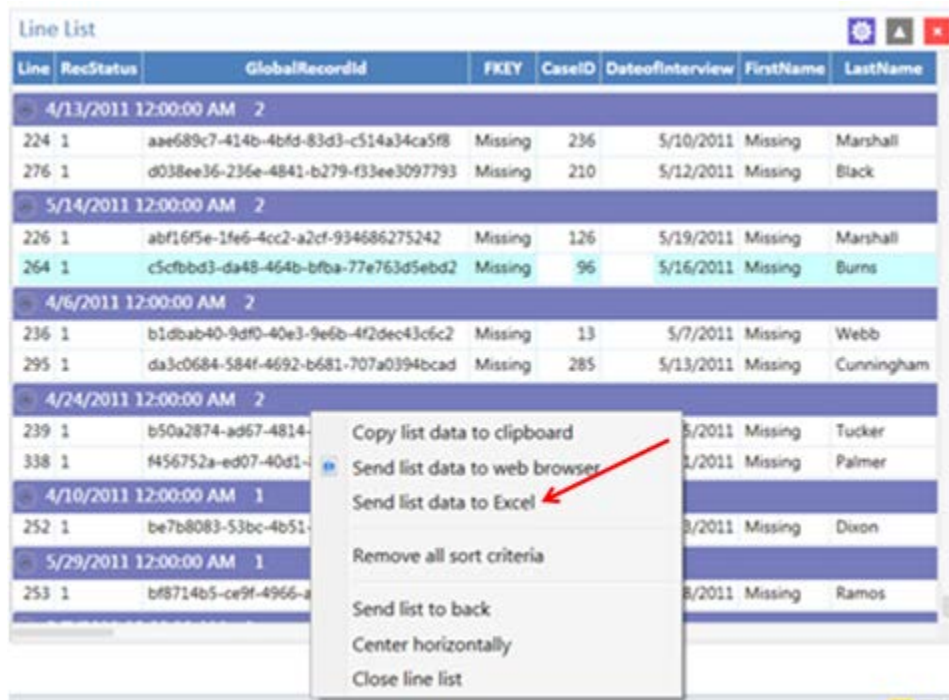 Line List
Line RecStatus GlobalRecordId FKEY CaseID DateofInterview FirstName LastName
4/13/2011 12:00:00 AM 2
224 1 aae689c7-414b-4bfd-83d3-c514a34ca5f8 Missing 236 5/10/2011 Missing Marshall
276 1 d038ee36-236e-4841-b279-f33ee3097793 Missing 210 5/12/2011 Missing Black
5/14/2011 12:00:00 AM 2
226 1 abf16f5e-1fe6-4cc2-a2cf-934686275242 Missing 126 5/19/2011 Missing Marshall
264 1 c5cfbbd3-da48-464b-bfba-77e763d5ebd2 Missing 96 5/16/2011 Missing Burns
4/6/2011 12:00:00 AM 2
236 1 b1dbab40-9df0-40e3-9e6b-4f2dec43c6c2 Missing 13 5/7/2011 Missing Webb
295 1 da3c0684-584f-4692-b681-707a0394bcad Missing 285 5/13/2011 Missing Cunningham
4/24/2011 12:00:00 AM 2
239 1 b50a2874-ad67-4814- 5/2011 Missing Tucker
338 1 f456752a-ed07-40d1- 1/2011 Missing Palmer
4/10/2011 12:00:00 AM 1
252 1 be7b8083-53bc-4b51- 3/2011 Missing Dixon
5/29/2011 12:00:00 AM 1
253 1 bf8714b5-ce9f-4966-a 8/2011 Missing Ramos
Copy list data to clipboard
Send list data to web browser
Send list data to Excel
Remove all sort criteria
Send list to back
Center horizontally
Close line list